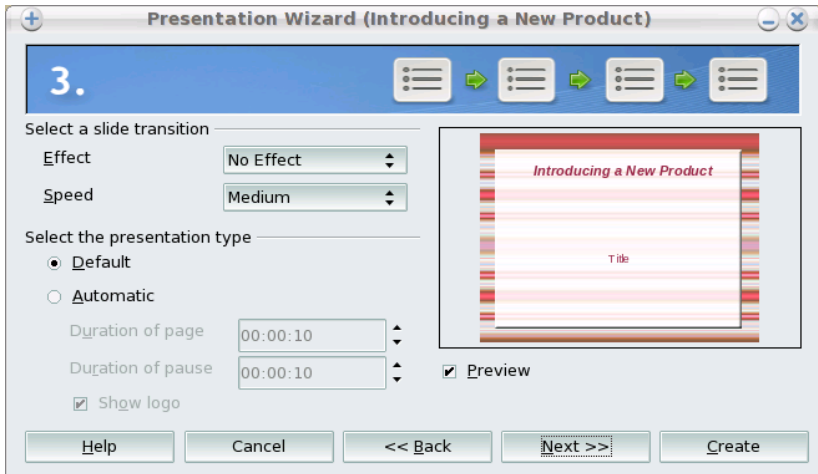 Presentation Wizard (Introducing a New Product)
3.
Select a slide transition
Effect
No Effect
Speed
Medium
Select the presentation type
Default
Automatic
Duration of page
00:00:10
Duration of pause
00:00:10
Show logo
Introducing a New Product
Title
Preview
Help
Cancel
<< Back
Next >>
Create